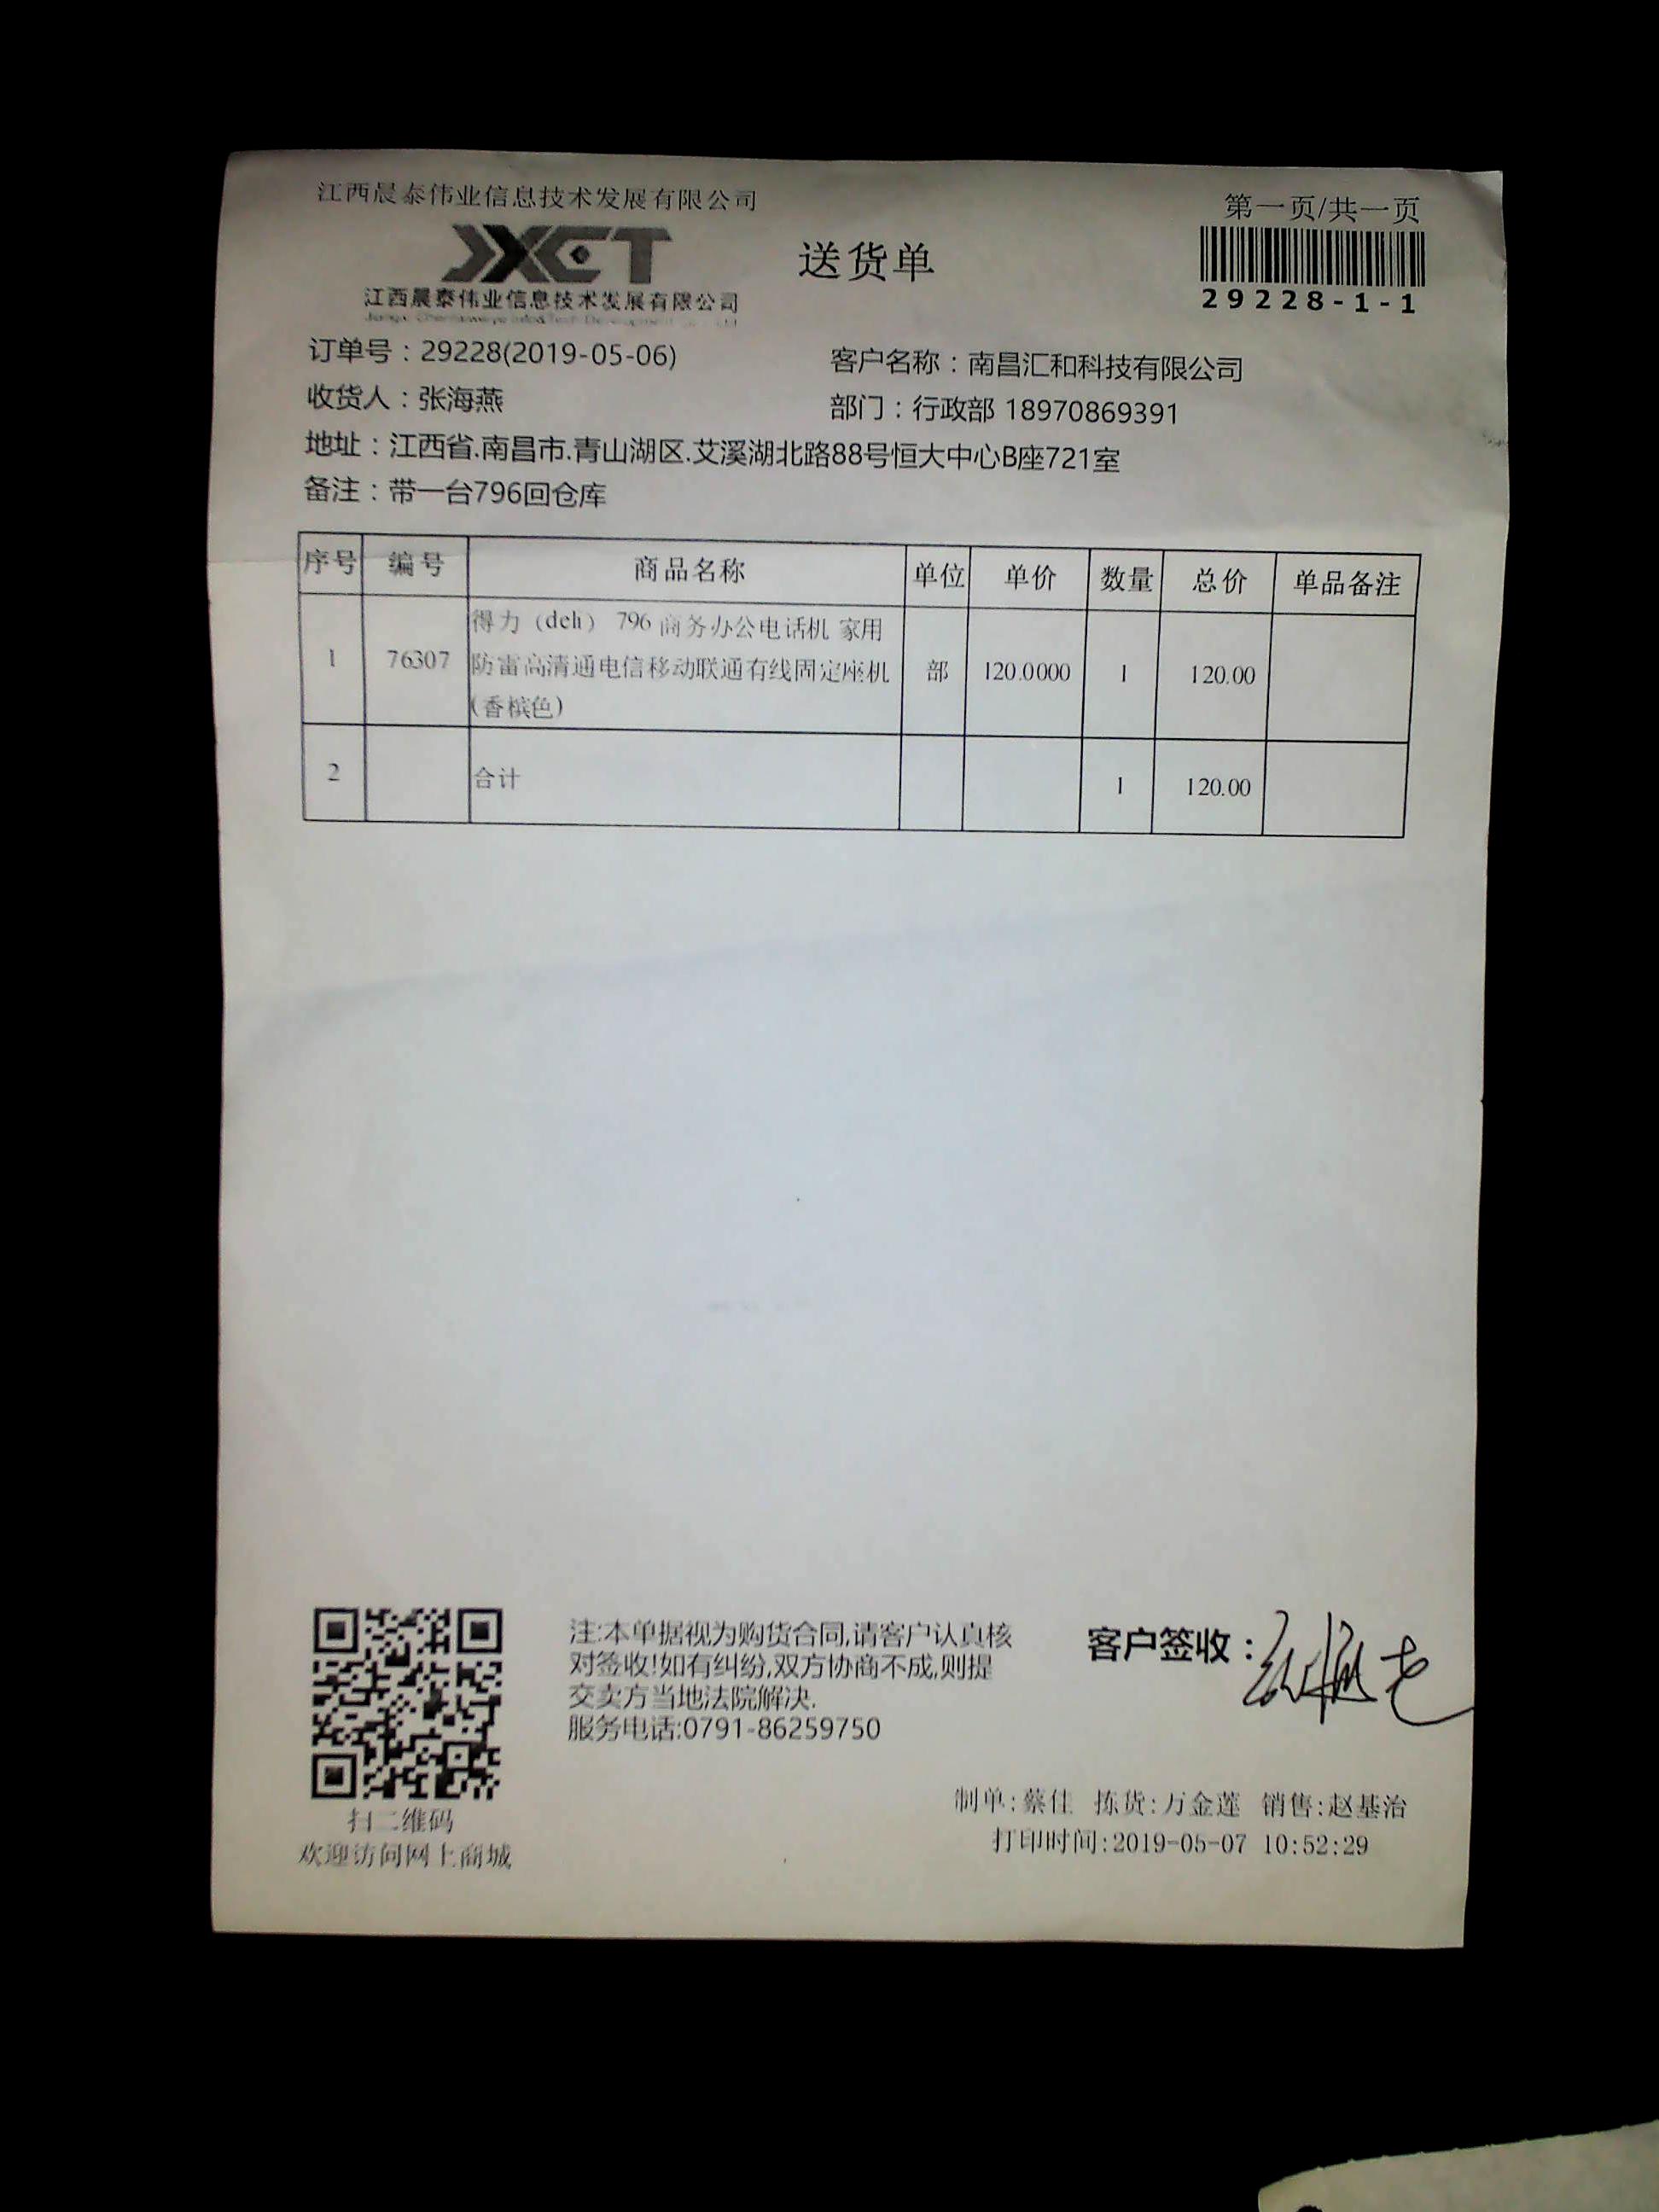 江西晨泰伟业信息技术发展有限公司
第一页/共一页
JXCT
江西晨泰伟业信息技术发展有限公司
送货单
29228-1-1
订单号：29228(2019-05-06)
客户名称：南昌汇和科技有限公司
收货人：张海燕
部门：行政部 18970869391
地址：江西省.南昌市.青山湖区.艾溪湖北路88号恒大中心B座721室
备注：带一台796回仓库
序号 编号 商品名称 单位 单价 数量 总价 单品备注
得力（deli） 796 商务办公电话机 家用
1 76307 防雷高清通电信移动联通有线固定座机 部 120.0000 1 120.00
(香槟色)
2 合计 1 120.00
注:本单据视为购货合同,请客户认真核
对签收!如有纠纷,双方协商不成,则提
交卖方当地法院解决.
服务电话:0791-86259750
客户签收：
扫二维码
欢迎访问网上商城
制单:蔡佳 拣货:万金莲 销售:赵基治
打印时间:2019-05-07 10:52:29